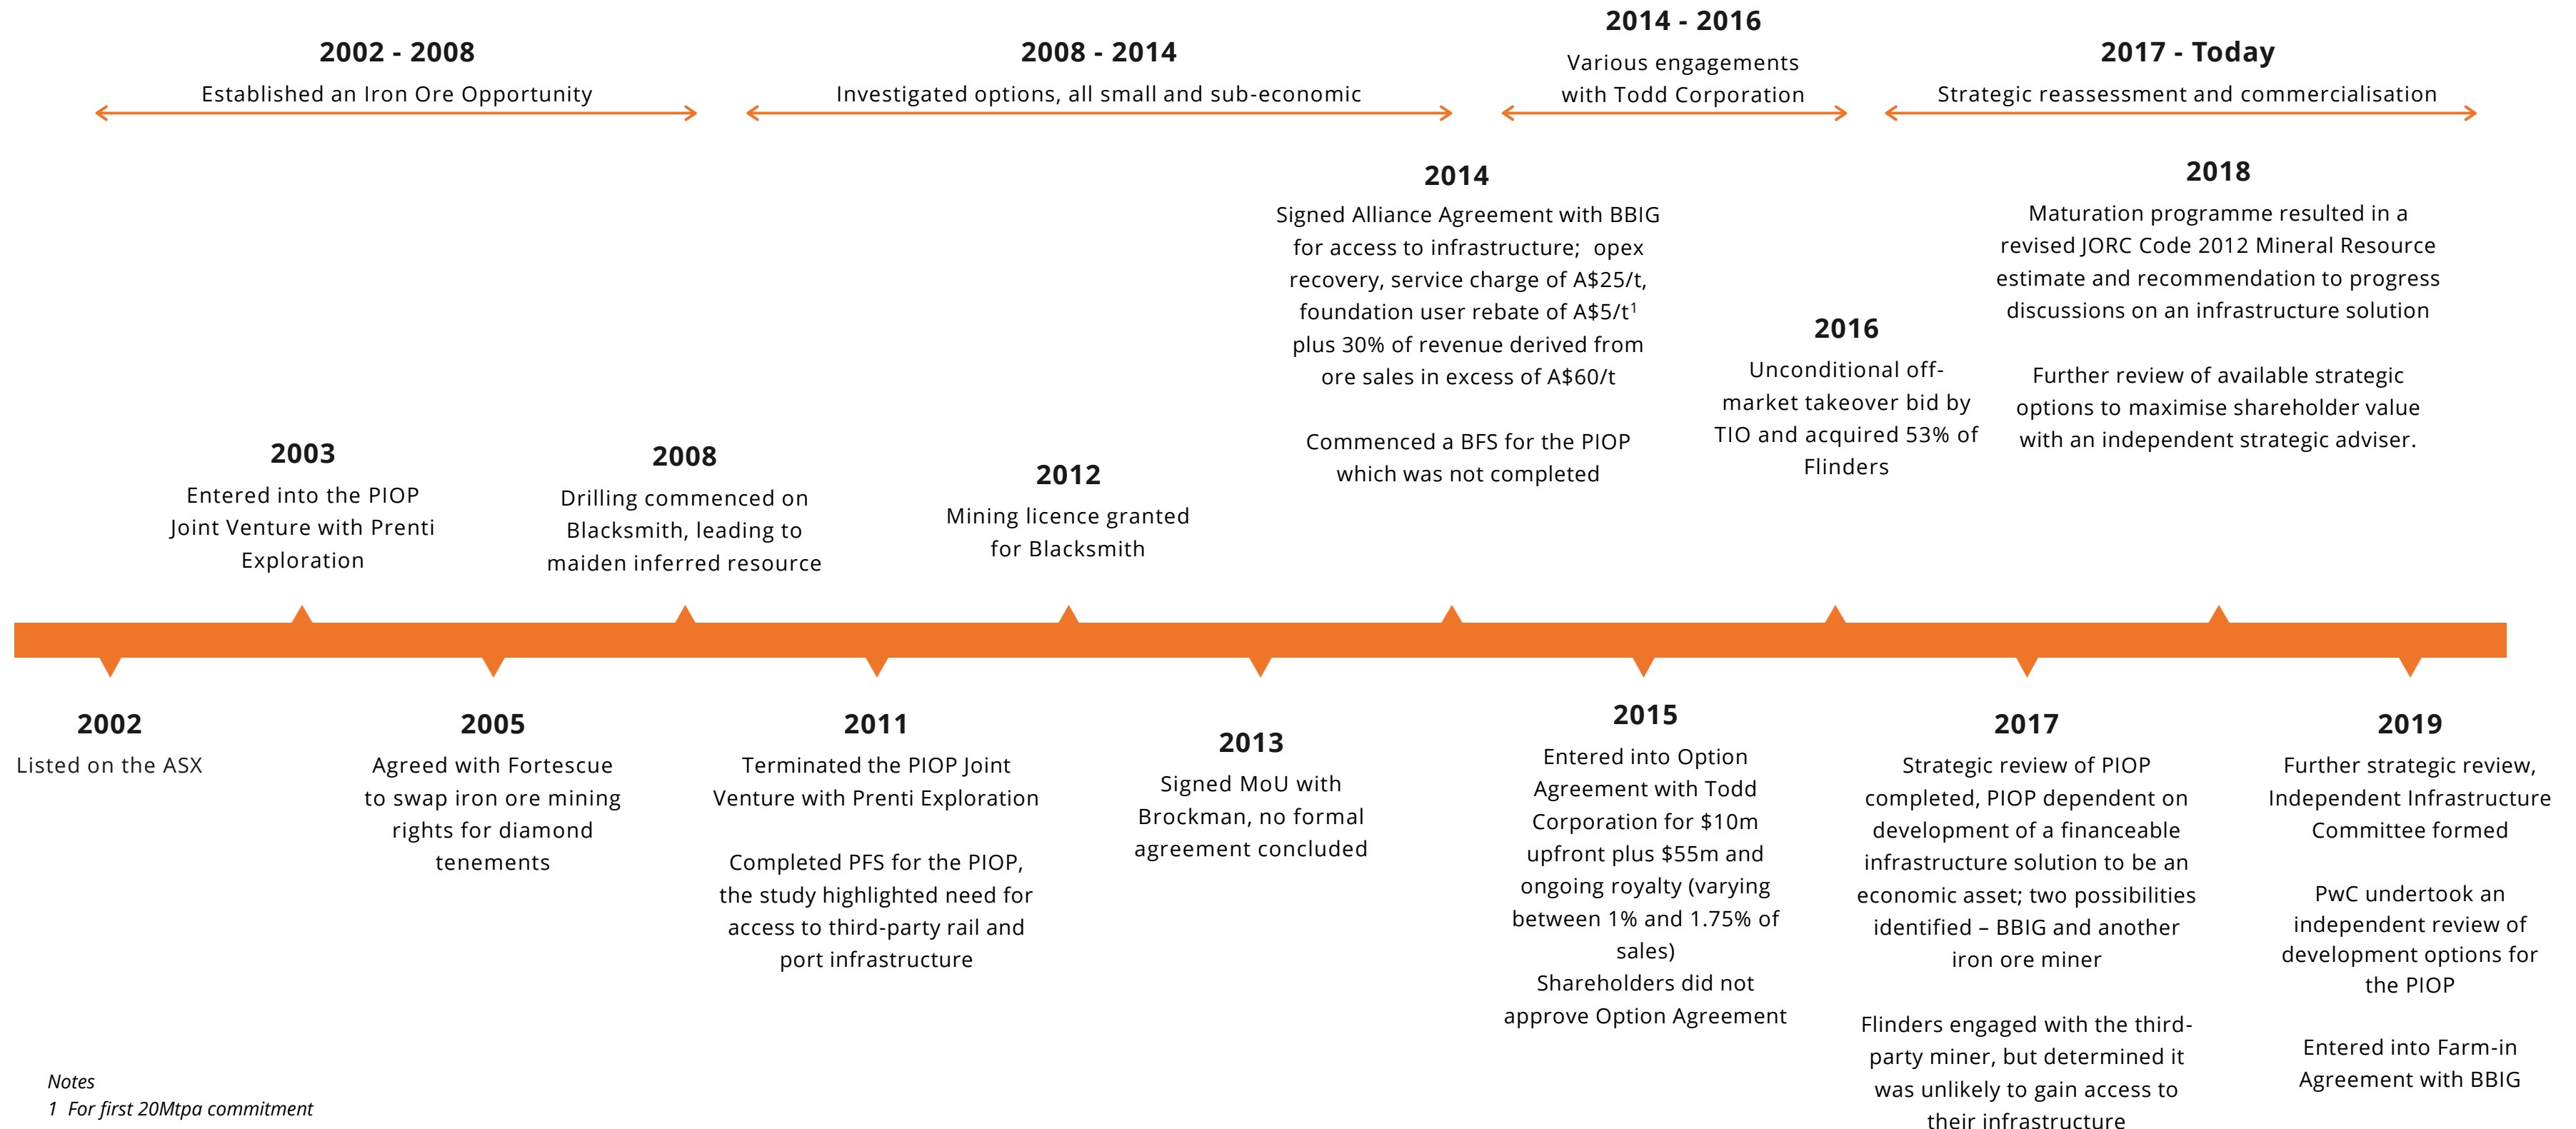 2002 - 2008
Established an Iron Ore Opportunity
2008 - 2014
Investigated options, all small and sub-economic
2014 - 2016
Various engagements
with Todd Corporation
2017 - Today
Strategic reassessment and commercialisation
2003
Entered into the PIOP
Joint Venture with Prenti
Exploration
2008
Drilling commenced on
Blacksmith, leading to
maiden inferred resource
2012
Mining licence granted
for Blacksmith
2014
Signed Alliance Agreement with BBIG
for access to infrastructure; opex
recovery, service charge of A$25/t,
foundation user rebate of A$5/t¹
plus 30% of revenue derived from
ore sales in excess of A$60/t
Commenced a BFS for the PIOP
which was not completed
2016
Unconditional off-
market takeover bid by
TIO and acquired 53% of
Flinders
2018
Maturation programme resulted in a
revised JORC Code 2012 Mineral Resource
estimate and recommendation to progress
discussions on an infrastructure solution
Further review of available strategic
options to maximise shareholder value
with an independent strategic adviser.
2002
Listed on the ASX
2005
Agreed with Fortescue
to swap iron ore mining
rights for diamond
tenements
2011
Terminated the PIOP Joint
Venture with Prenti Exploration
Completed PFS for the PIOP,
the study highlighted need for
access to third-party rail and
port infrastructure
2013
Signed MoU with
Brockman, no formal
agreement concluded
2015
Entered into Option
Agreement with Todd
Corporation for $10m
upfront plus $55m and
ongoing royalty (varying
between 1% and 1.75% of
sales)
Shareholders did not
approve Option Agreement
2017
Strategic review of PIOP
completed, PIOP dependent on
development of a financeable
infrastructure solution to be an
economic asset; two possibilities
identified – BBIG and another
iron ore miner
Flinders engaged with the third-
party miner, but determined it
was unlikely to gain access to
their infrastructure
2019
Further strategic review,
Independent Infrastructure
Committee formed
PwC undertook an
independent review of
development options for
the PIOP
Entered into Farm-in
Agreement with BBIG
Notes
1 For first 20Mtpa commitment